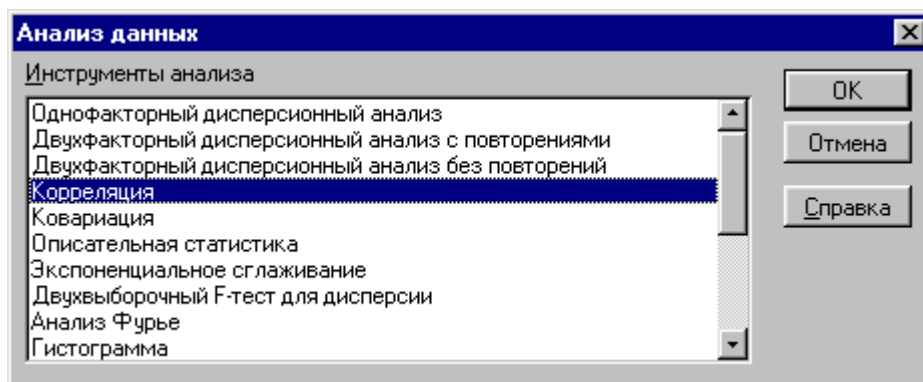 Анализ данных
Инструменты анализа
Однофакторный дисперсионный анализ
Двухфакторный дисперсионный анализ с повторениями
Двухфакторный дисперсионный анализ без повторений
Корреляция
Ковариация
Описательная статистика
Экспоненциальное сглаживание
Двухвыборочный F-тест для дисперсии
Анализ Фурье
Гистограмма
OK
Отмена
Справка